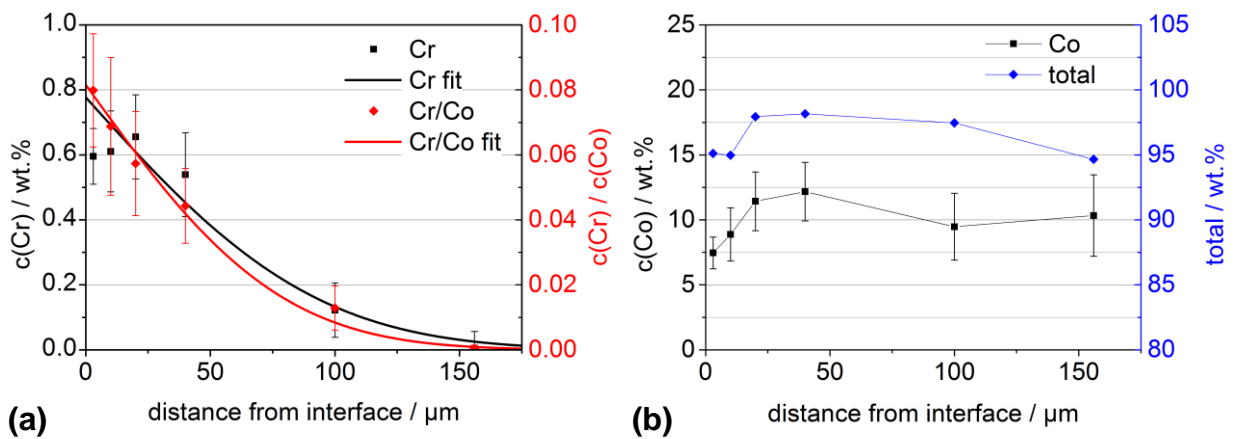 1.0
0.8
0.6
0.4
0.2
0.0
c(Cr) / wt.%
0.10
0.08
0.06
0.04
0.02
0.00
c(Cr) / c(Co)
Cr
Cr fit
Cr/Co
Cr/Co fit
0 50 100 150
distance from interface / µm
(a)
25
20
15
10
5
0
c(Co) / wt.%
105
100
95
90
85
80
total / wt.%
Co
total
0 50 100 150
distance from interface / µm
(b)